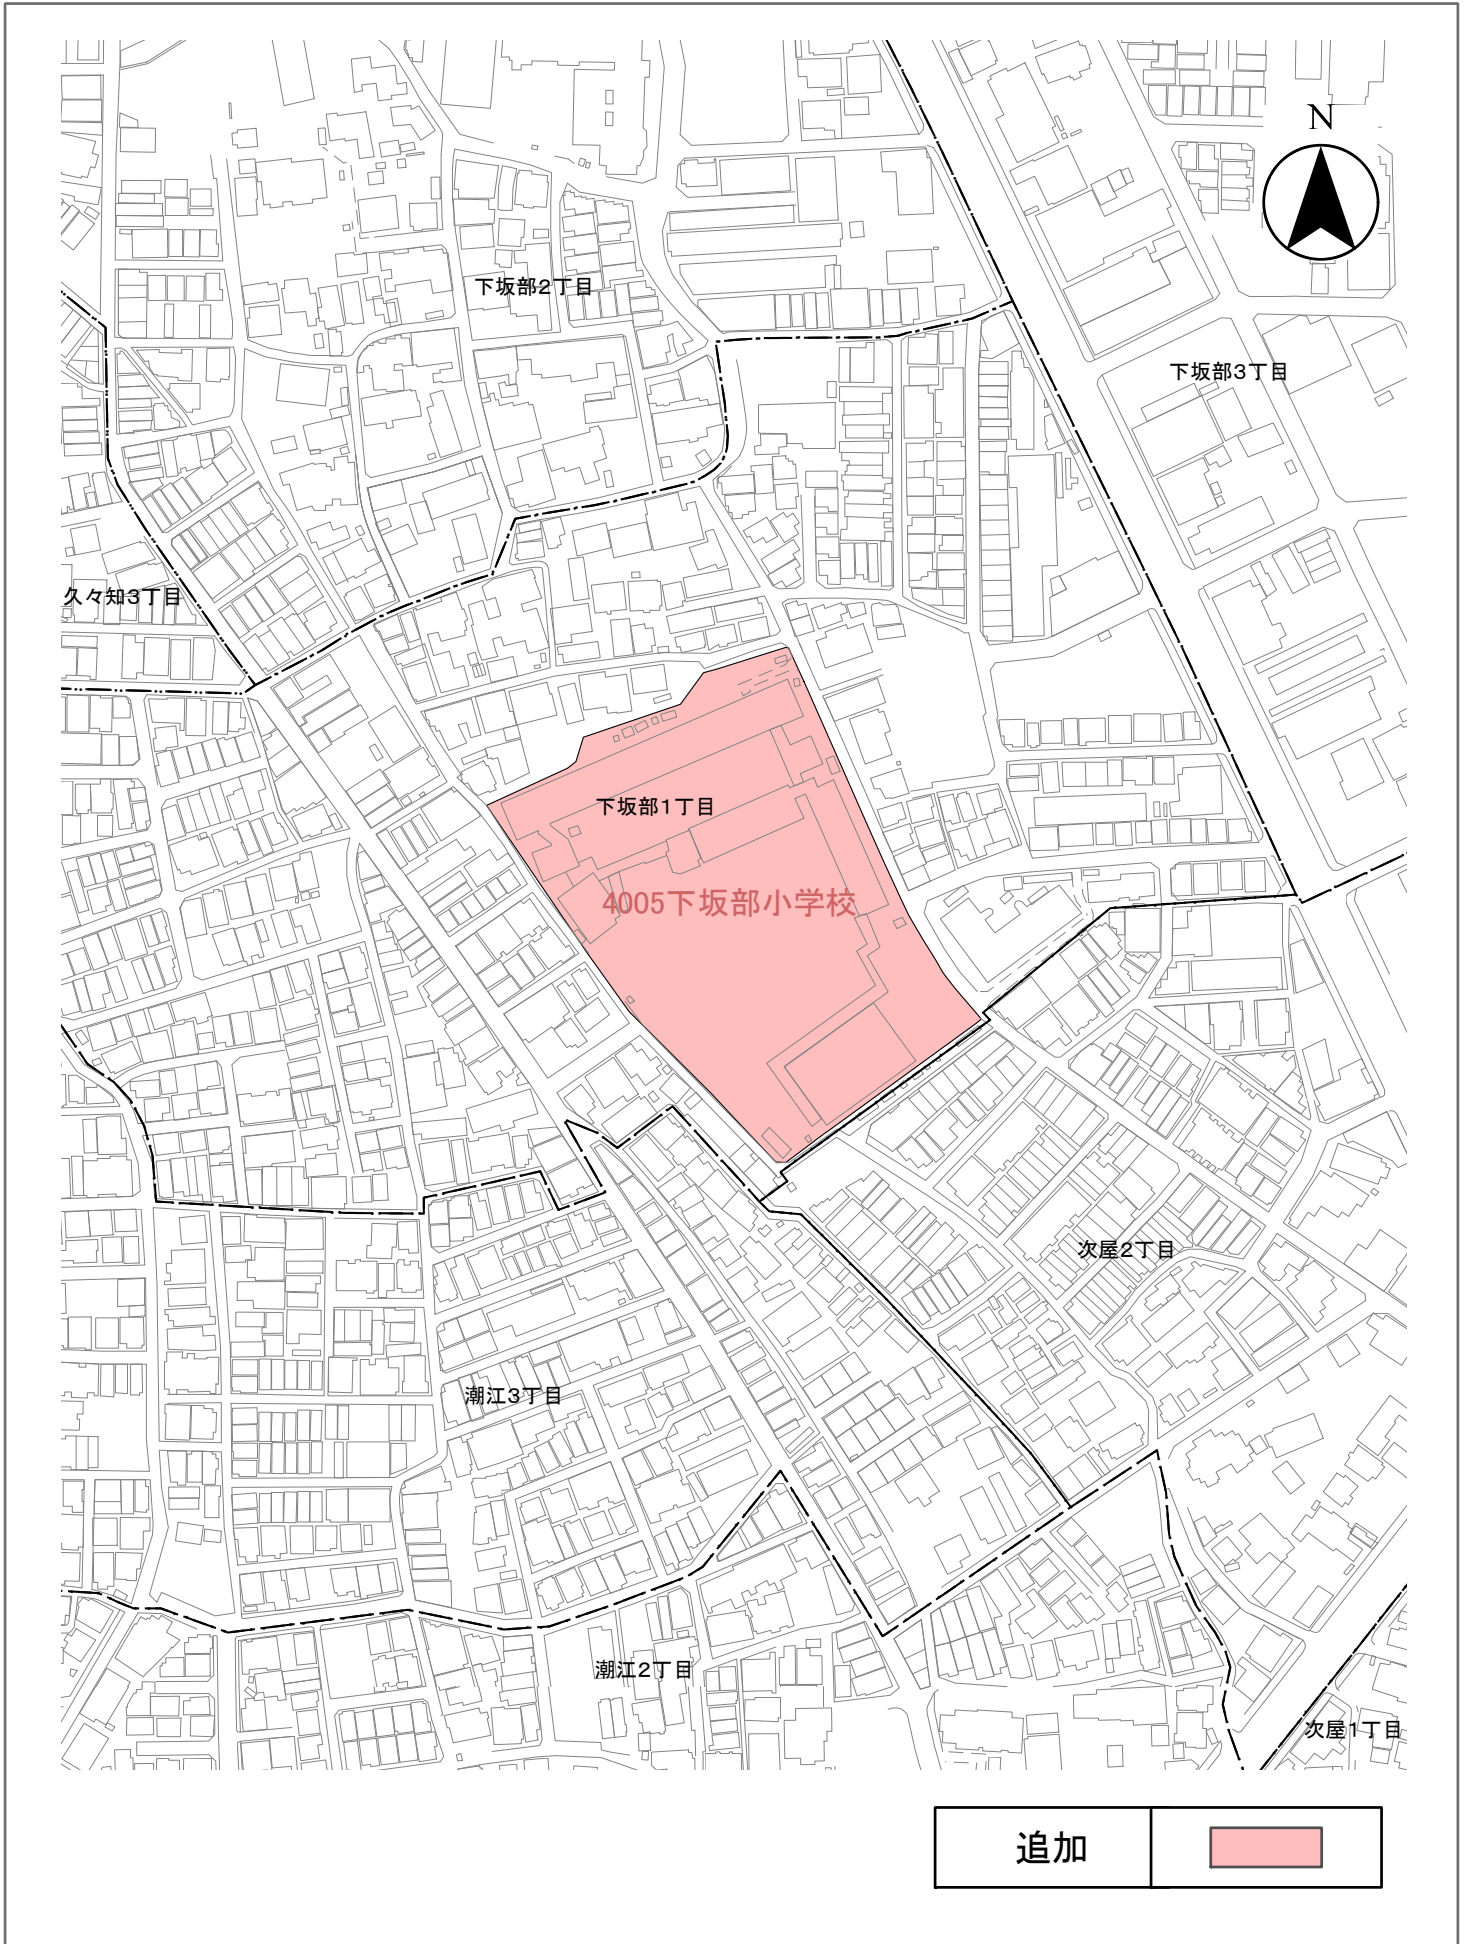 N
下坂部2丁目
下坂部3丁目
久々知3丁目
下坂部1丁目
4005下坂部小学校
次屋2丁目
潮江3丁目
潮江2丁目
次屋1丁目
追加